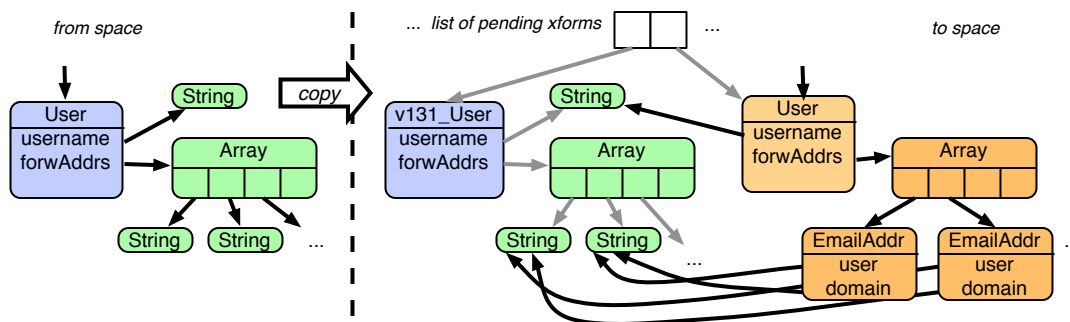 from space
... list of pending xforms
...
to space
copy
User
username
forwAddrs
String
Array
String
String
...
v131_User
username
forwAddrs
String
Array
String
String
...
User
username
forwAddrs
Array
EmailAddr
user
domain
EmailAddr
user
domain
.